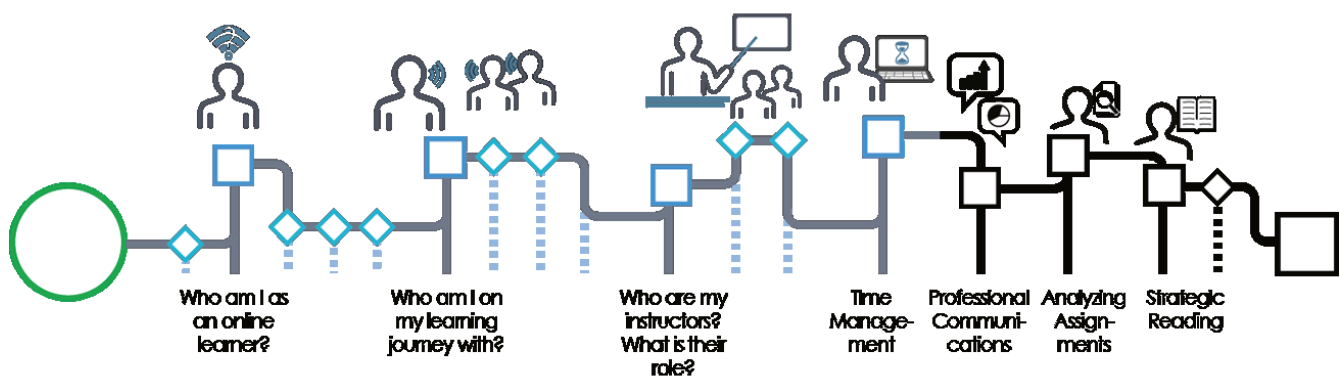 Who am I as
an online
learner?
Who am I on
my learning
journey with?
Who are my
instructors?
What is their
role?
Time
Manage-
ment
Professional
Communi-
cations
Analyzing
Assign-
ments
Strategic
Reading